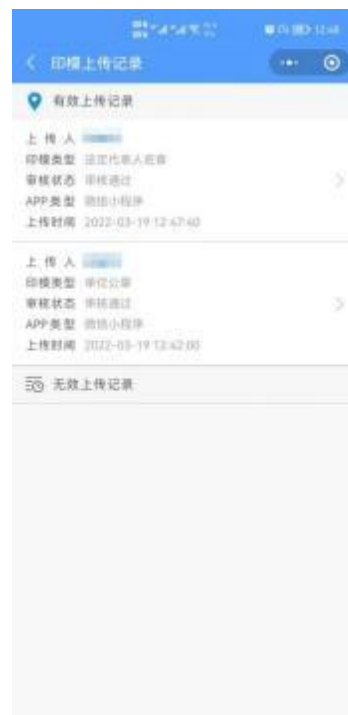 印模上传记录
有效上传记录
上传人
印模类型 法定代表人名章
审核状态 审核通过
APP类型 微信小程序
上传时间 2022-03-19 12:47:40
上传人
印模类型 单位公章
审核状态 审核通过
APP类型 微信小程序
上传时间 2022-03-19 12:42:00
无效上传记录